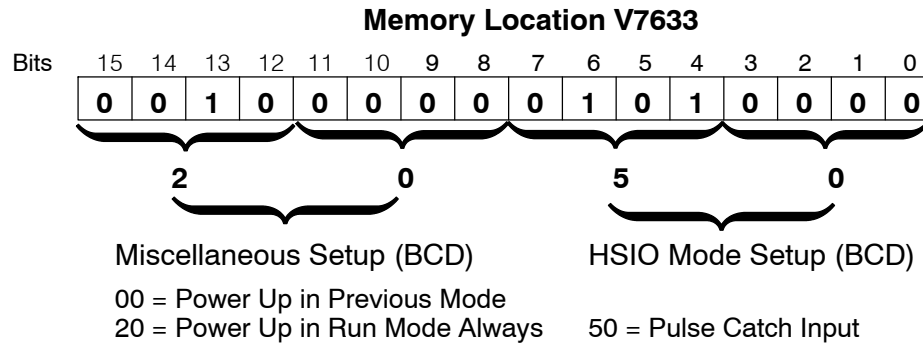 Memory Location V7633
Bits 15 14 13 12 11 10 9 8 7 6 5 4 3 2 1 0
0 0 1 0 0 0 0 0 0 1 0 1 0 0 0 0
2 0 5 0
Miscellaneous Setup (BCD) HSIO Mode Setup (BCD)
00 = Power Up in Previous Mode
20 = Power Up in Run Mode Always 50 = Pulse Catch Input